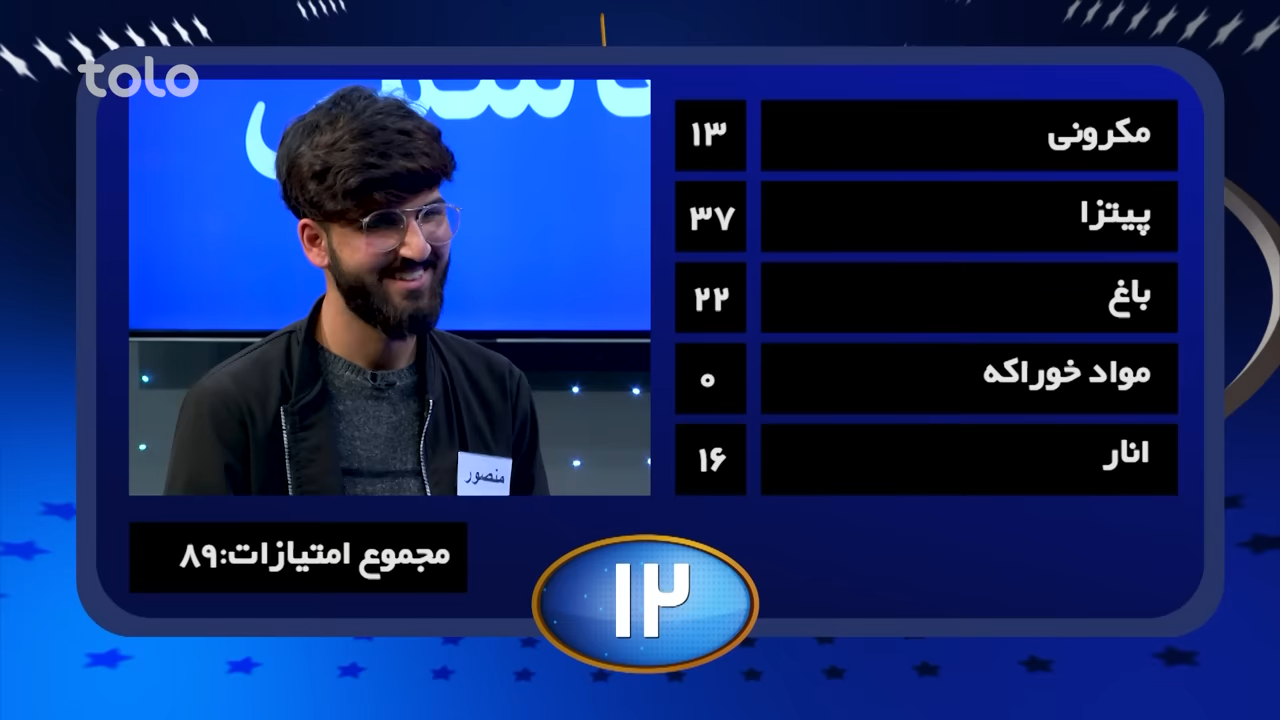 tolo
مکرونی ۱۳
پیتزا ۳۷
باغ ۲۲
مواد خوراکه ۰
انار ۱۶
منصور
مجموع امتیازات:۸۹
۱۲